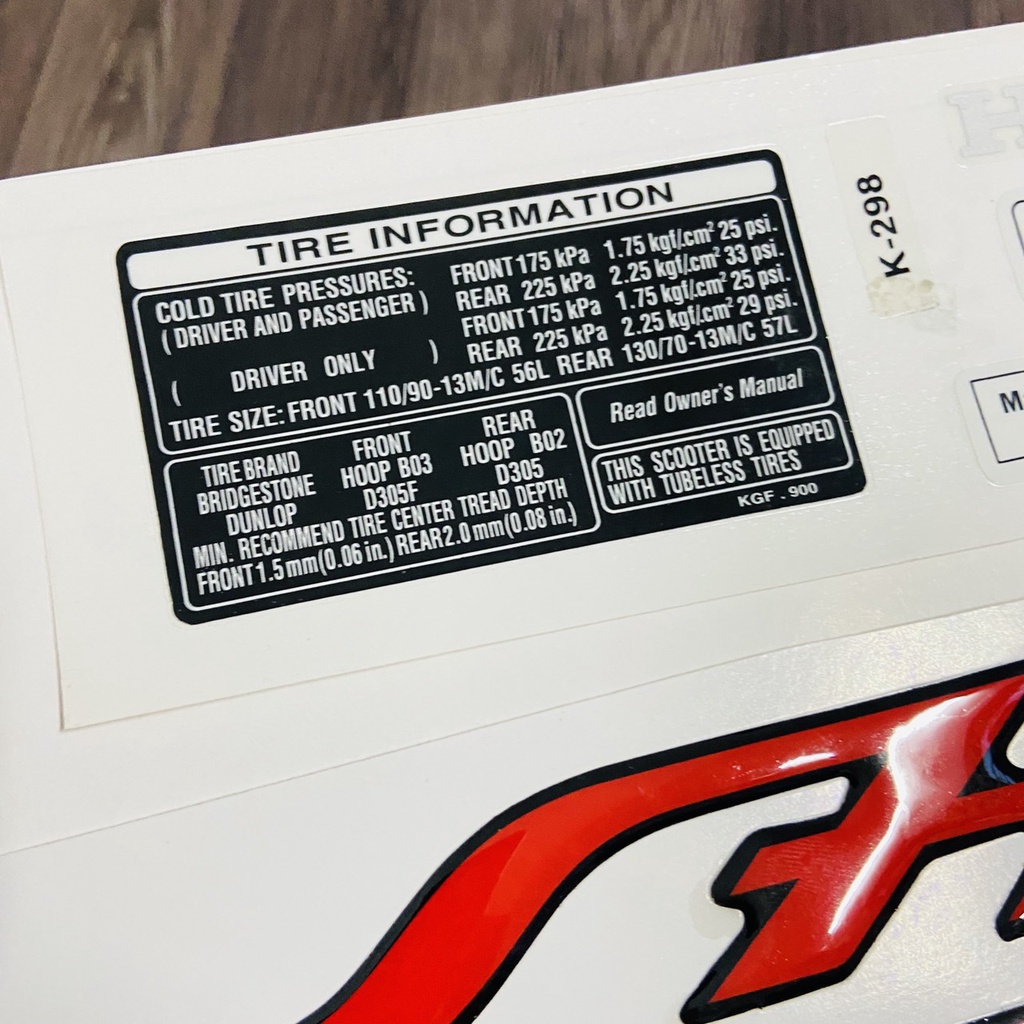 TIRE INFORMATION
COLD TIRE PRESSURES: FRONT 175 kPa 1.75 kgf/.cm² 25 psi.
( DRIVER AND PASSENGER ) REAR 225 kPa 2.25 kgf/.cm² 33 psi.
FRONT 175 kPa 1.75 kgf/.cm² 25 psi.
( DRIVER ONLY ) REAR 225 kPa 2.25 kgf/.cm² 29 psi.
TIRE SIZE: FRONT 110/90-13M/C 56L REAR 130/70-13M/C 57L
TIRE BRAND FRONT REAR
BRIDGESTONE HOOP B03 HOOP B02
DUNLOP D305F D305
MIN. RECOMMEND TIRE CENTER TREAD DEPTH
FRONT 1.5 mm (0.06 in.) REAR 2.0 mm (0.08 in.)
Read Owner's Manual
THIS SCOOTER IS EQUIPPED
WITH TUBELESS TIRES
KGF . 900
K-298
H
M